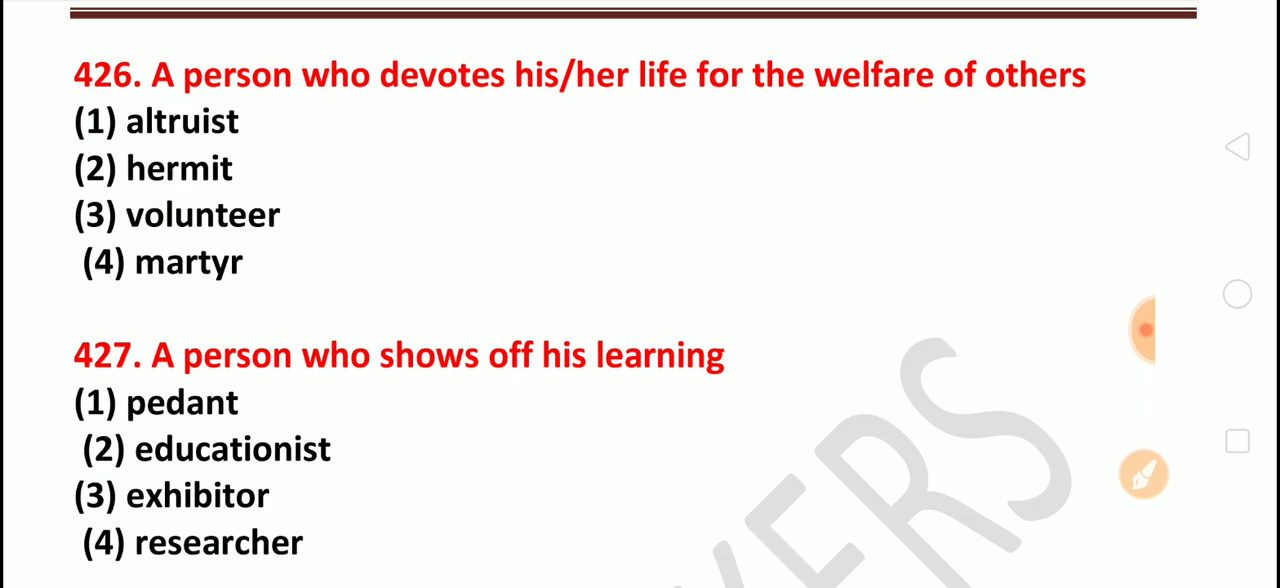 426. A person who devotes his/her life for the welfare of others
(1) altruist
(2) hermit
(3) volunteer
(4) martyr
427. A person who shows off his learning
(1) pedant
(2) educationist
(3) exhibitor
(4) researcher